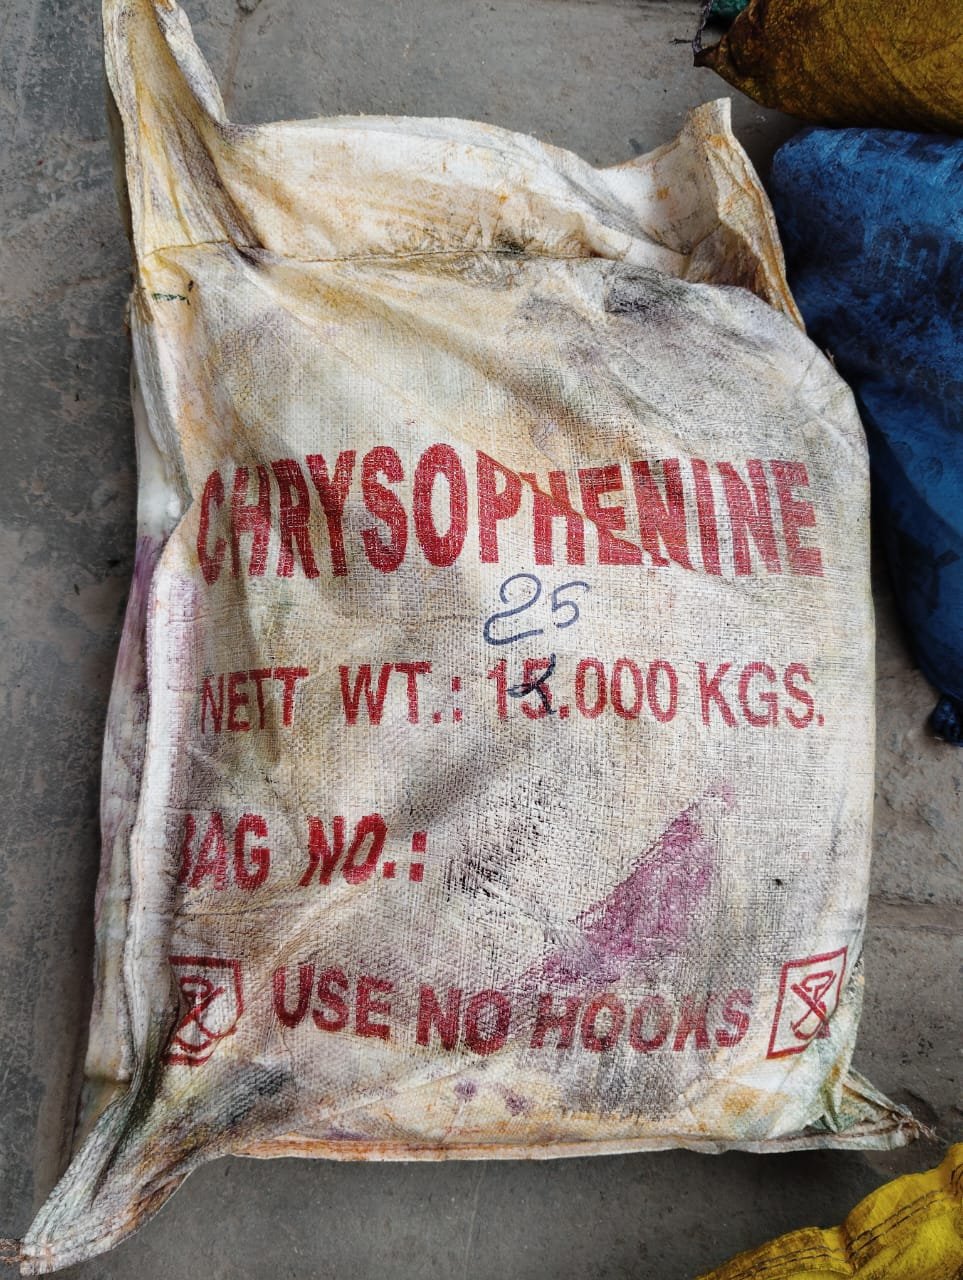 CHRYSOPHENINE
25
NETT WT.: 15.000 KGS.
BAG NO.:
USE NO HOOKS